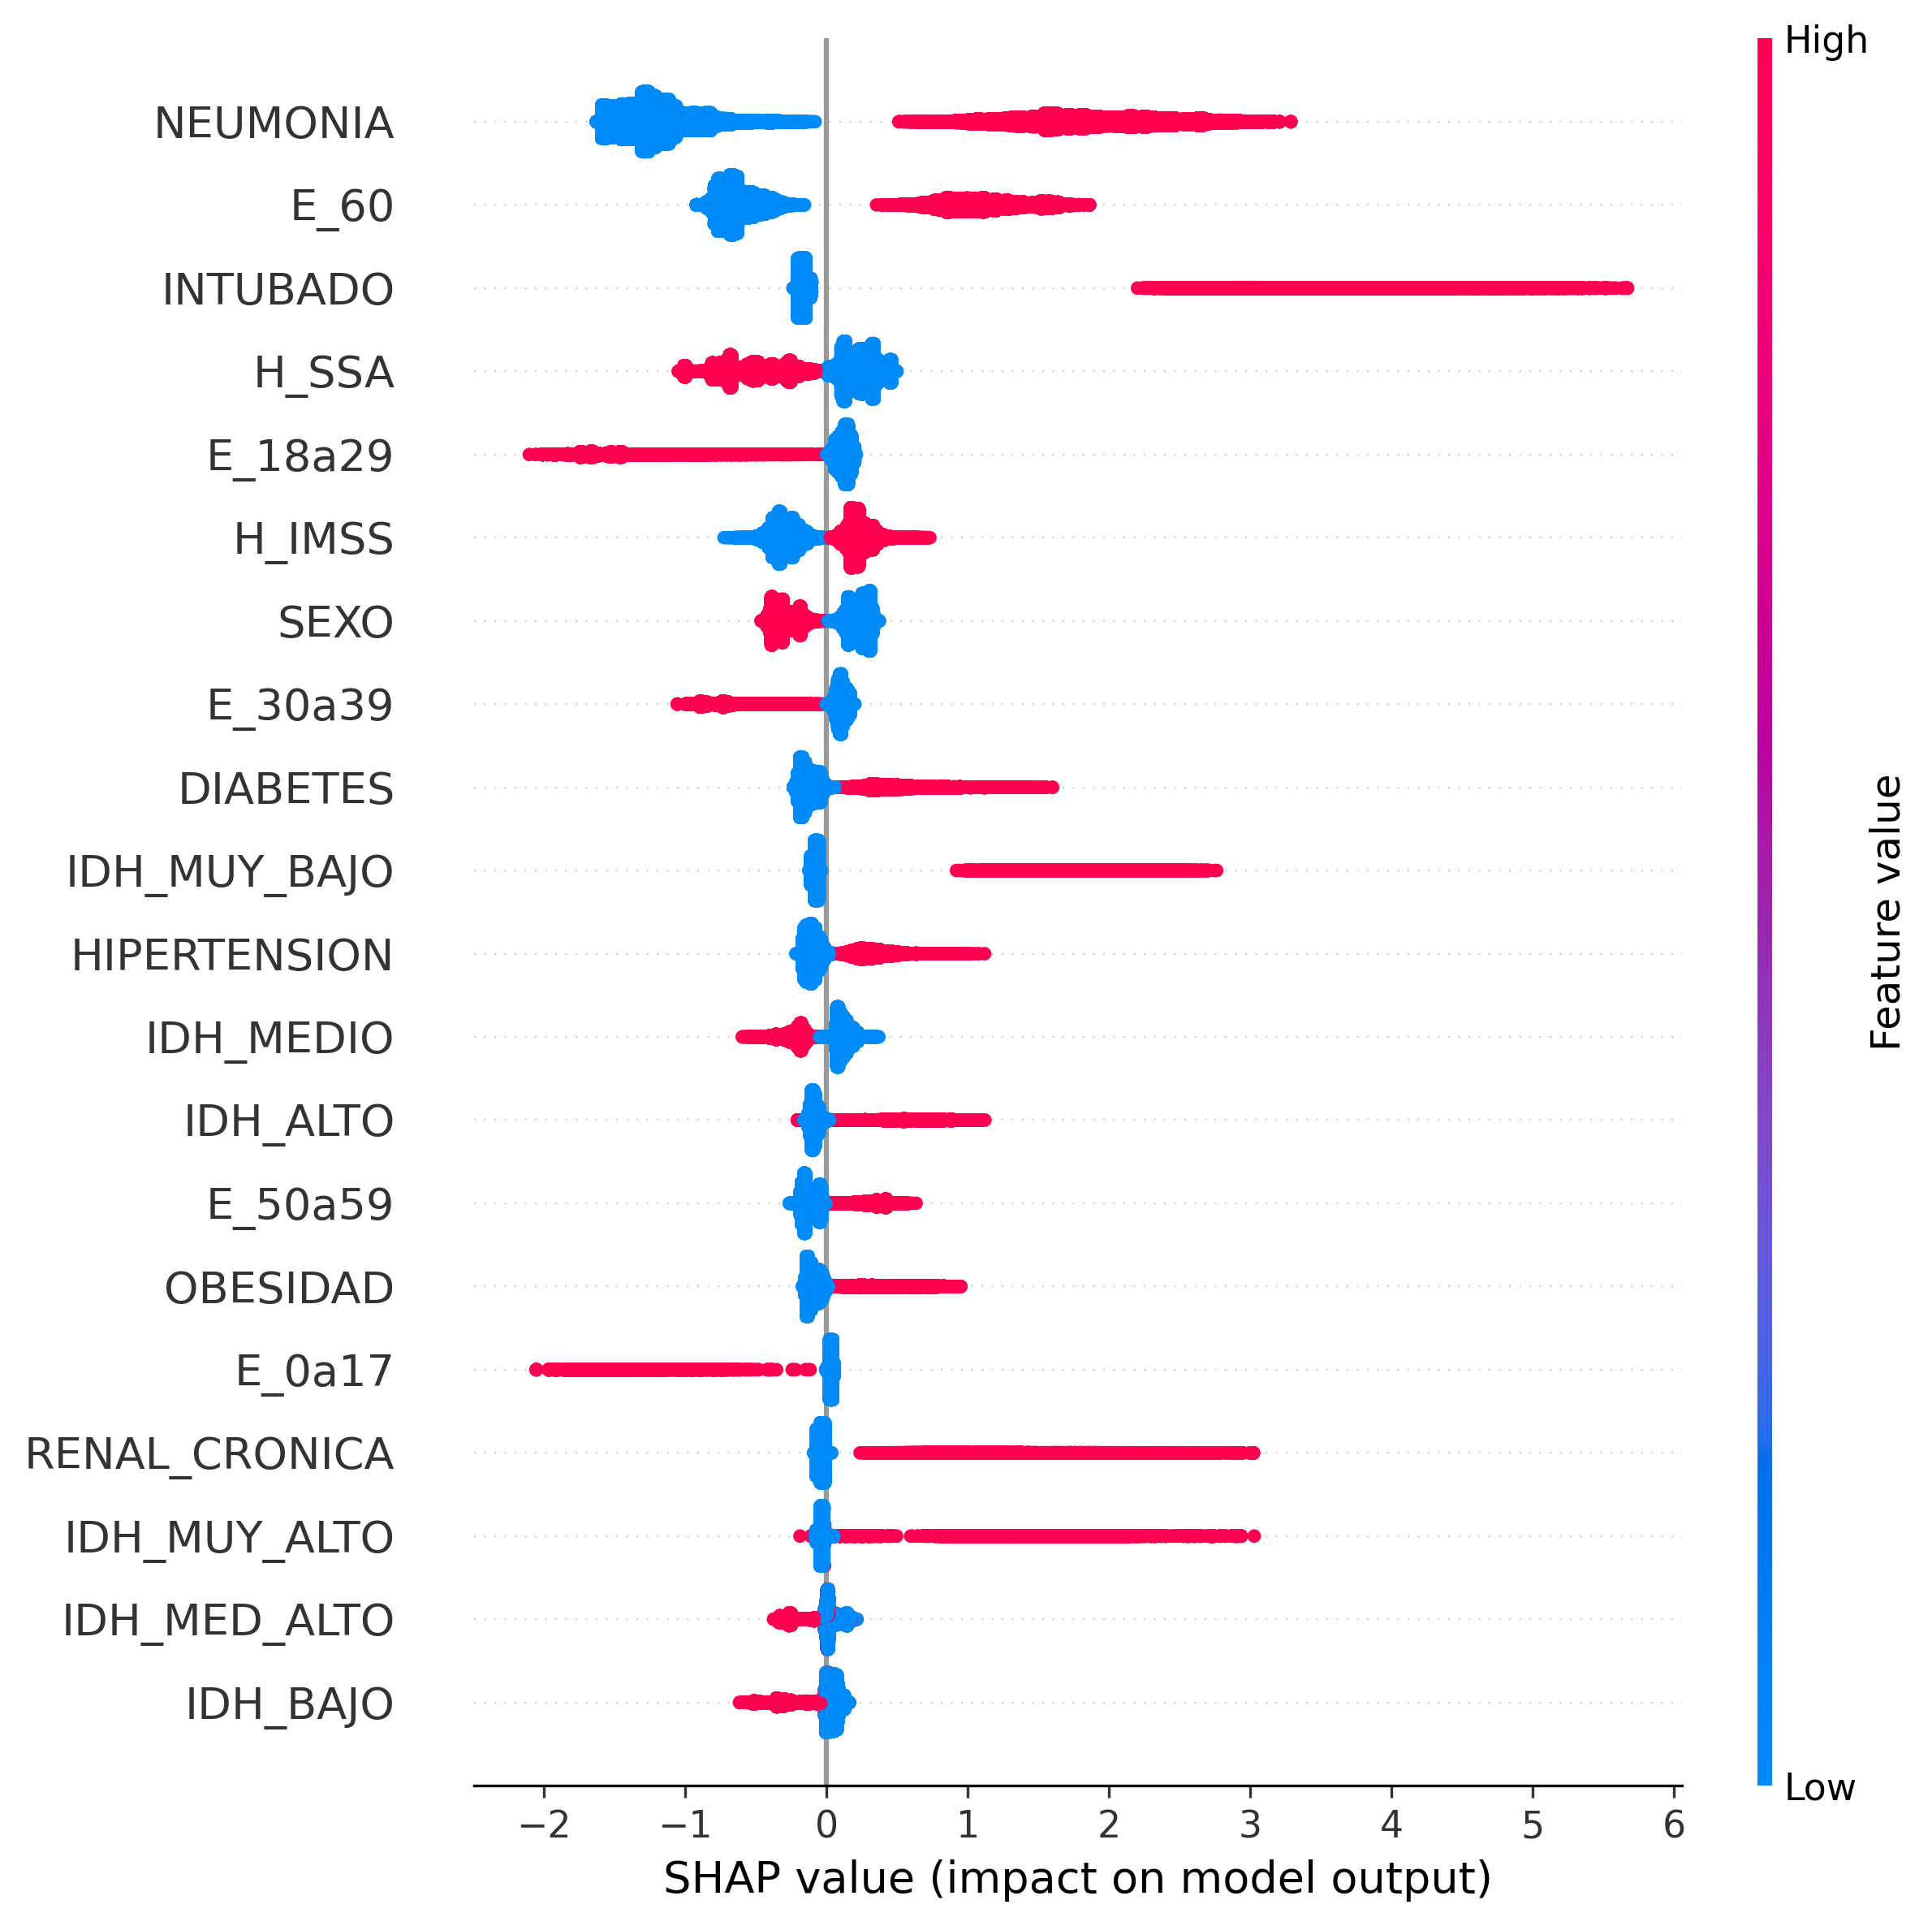 High
NEUMONIA
E_60
INTUBADO
H_SSA
E_18a29
H_IMSS
SEXO
E_30a39
DIABETES
IDH_MUY_BAJO
HIPERTENSION
IDH_MEDIO
IDH_ALTO
E_50a59
OBESIDAD
E_0a17
RENAL_CRONICA
IDH_MUY_ALTO
IDH_MED_ALTO
IDH_BAJO
Feature value
Low
−2 −1 0 1 2 3 4 5 6
SHAP value (impact on model output)